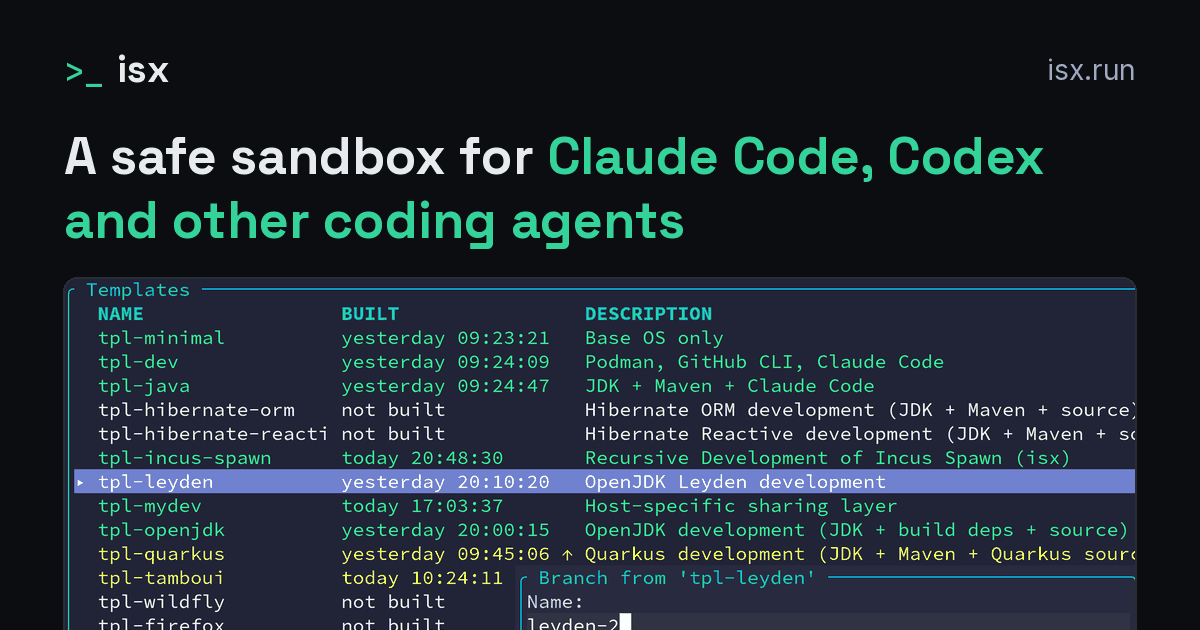 >_ isx
isx.run
A safe sandbox for Claude Code, Codex
and other coding agents
Templates
NAME BUILT DESCRIPTION
tpl-minimal yesterday 09:23:21 Base OS only
tpl-dev yesterday 09:24:09 Podman, GitHub CLI, Claude Code
tpl-java yesterday 09:24:47 JDK + Maven + Claude Code
tpl-hibernate-orm not built Hibernate ORM development (JDK + Maven + source)
tpl-hibernate-reacti not built Hibernate Reactive development (JDK + Maven + so
tpl-incus-spawn today 20:48:30 Recursive Development of Incus Spawn (isx)
▸ tpl-leyden yesterday 20:10:20 OpenJDK Leyden development
tpl-mydev today 17:03:37 Host-specific sharing layer
tpl-openjdk yesterday 20:00:15 OpenJDK development (JDK + build deps + source)
tpl-quarkus yesterday 09:45:06 ↑ Quarkus development (JDK + Maven + Quarkus sourc
tpl-tamboui today 10:24:11
Branch from 'tpl-leyden'
tpl-wildfly not built
Name:
tpl-firefox not built
leyden-2